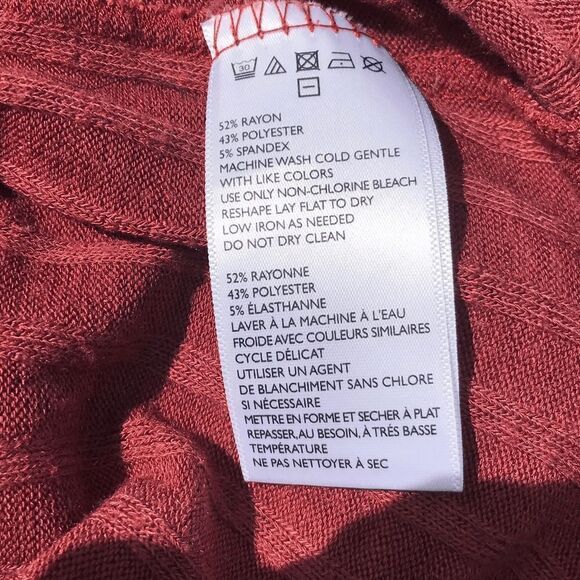 30
52% RAYON
43% POLYESTER
5% SPANDEX
MACHINE WASH COLD GENTLE
WITH LIKE COLORS
USE ONLY NON-CHLORINE BLEACH
RESHAPE LAY FLAT TO DRY
LOW IRON AS NEEDED
DO NOT DRY CLEAN
52% RAYONNE
43% POLYESTER
5% ÉLASTHANNE
LAVER À LA MACHINE À L'EAU
FROIDE AVEC COULEURS SIMILAIRES
CYCLE DÉLICAT
UTILISER UN AGENT
DE BLANCHIMENT SANS CHLORE
SI NÉCESSAIRE
METTRE EN FORME ET SECHER À PLAT
REPASSER, AU BESOIN, À TRÉS BASSE
TEMPÉRATURE
NE PAS NETTOYER À SEC